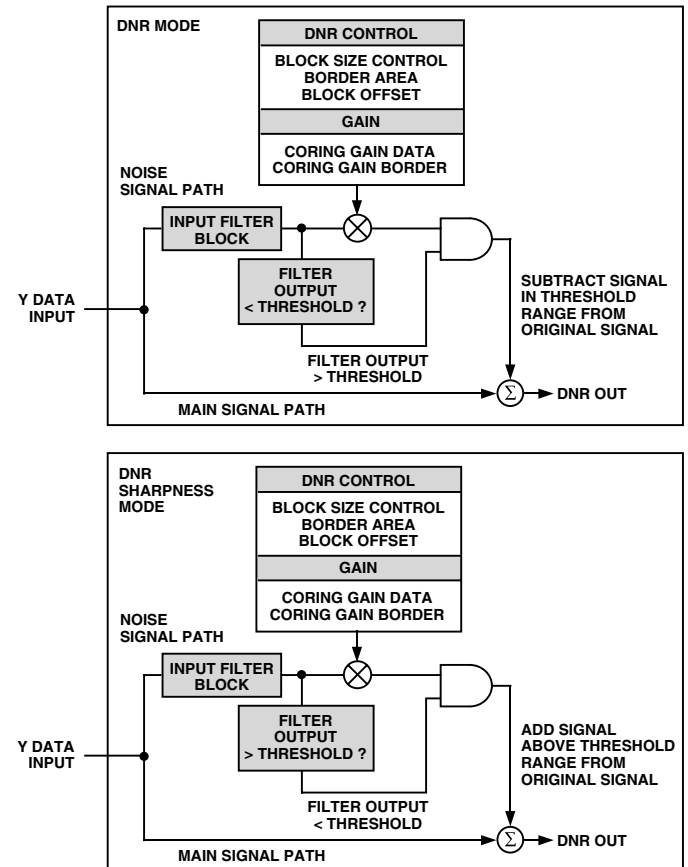 DNR MODE
DNR CONTROL
BLOCK SIZE CONTROL
BORDER AREA
BLOCK OFFSET
GAIN
CORING GAIN DATA
CORING GAIN BORDER
NOISE
SIGNAL PATH
INPUT FILTER
BLOCK
FILTER
OUTPUT
< THRESHOLD ?
Y DATA
INPUT
SUBTRACT SIGNAL
IN THRESHOLD
RANGE FROM
ORIGINAL SIGNAL
FILTER OUTPUT
> THRESHOLD
Σ
DNR OUT
MAIN SIGNAL PATH
DNR
SHARPNESS
MODE
DNR CONTROL
BLOCK SIZE CONTROL
BORDER AREA
BLOCK OFFSET
GAIN
CORING GAIN DATA
CORING GAIN BORDER
NOISE
SIGNAL PATH
INPUT FILTER
BLOCK
FILTER
OUTPUT
> THRESHOLD ?
Y DATA
INPUT
ADD SIGNAL
ABOVE THRESHOLD
RANGE FROM
ORIGINAL SIGNAL
FILTER OUTPUT
< THRESHOLD
Σ
DNR OUT
MAIN SIGNAL PATH